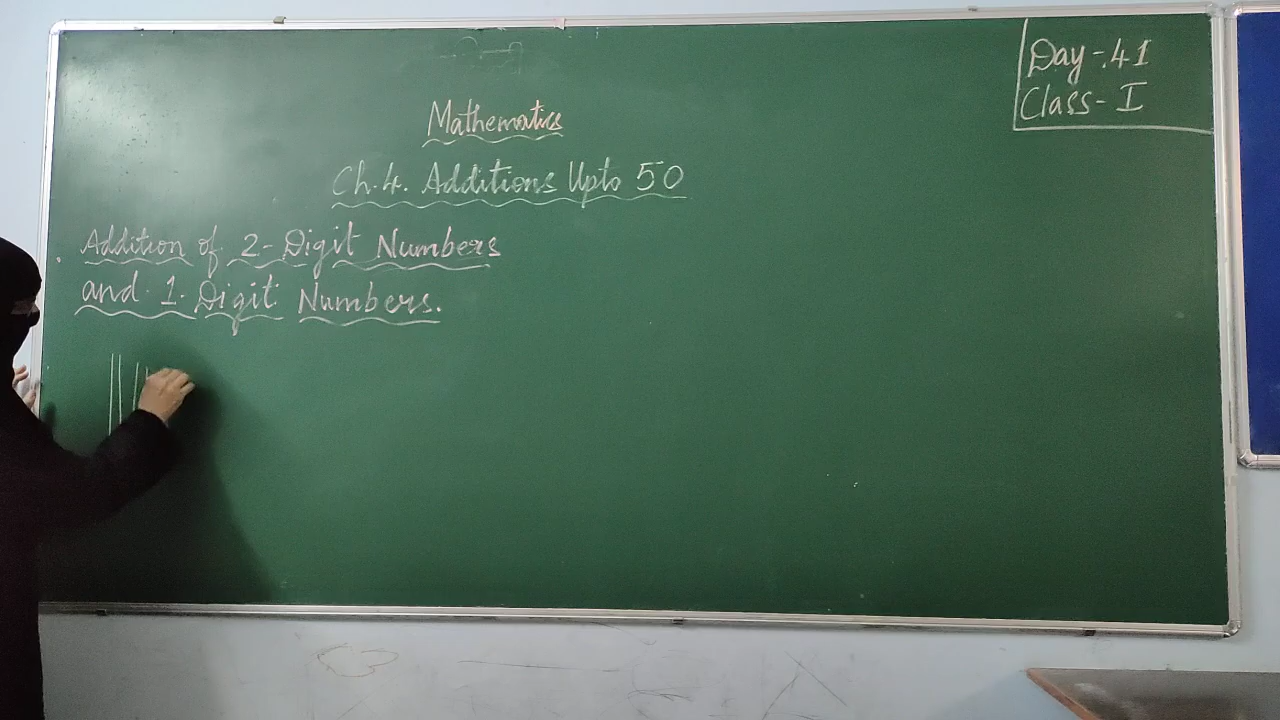 Day-:41
Class-I
Mathematics
Ch.4. Additions Upto 50
Addition of 2-Digit Numbers
and 1-Digit Numbers.